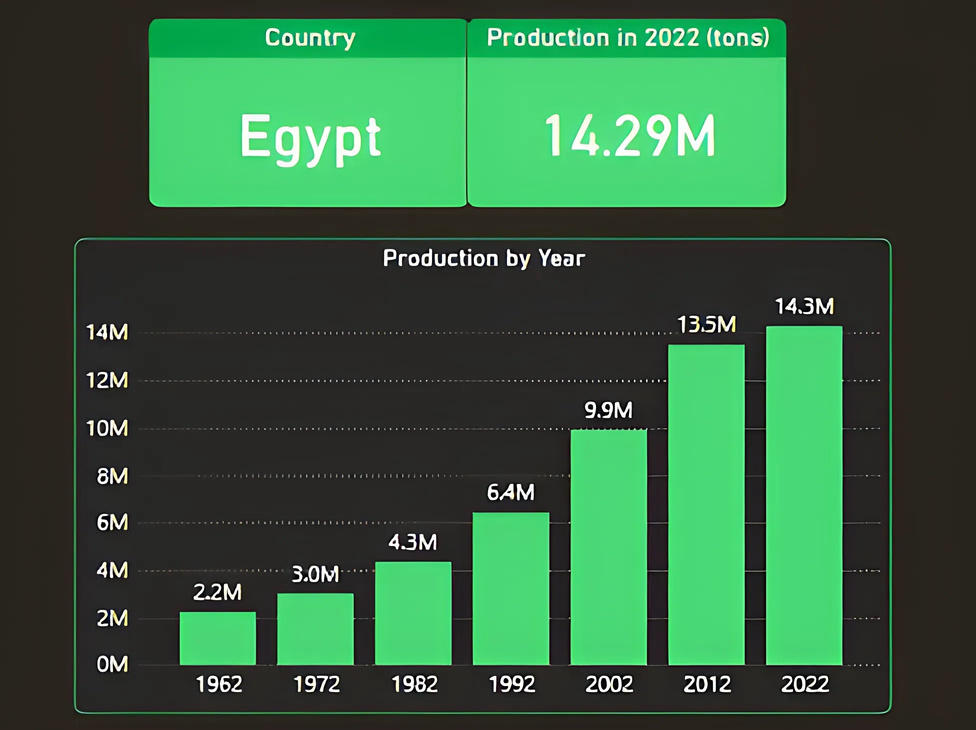 Country
Production in 2022 (tons)
Egypt
14.29M
Production by Year
14M
12M
10M
8M
6M
4M
2M
0M
2.2M
3.0M
4.3M
6.4M
9.9M
13.5M
14.3M
1962
1972
1982
1992
2002
2012
2022